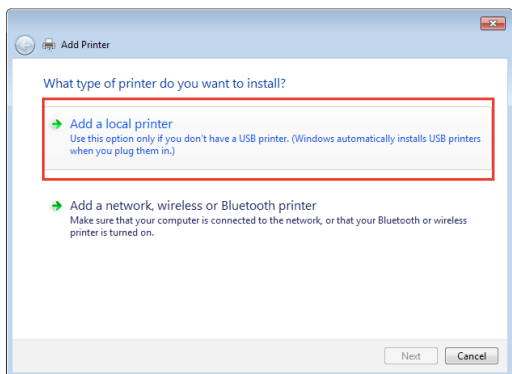 Add Printer
What type of printer do you want to install?
Add a local printer
Use this option only if you don't have a USB printer. (Windows automatically installs USB printers
when you plug them in.)
Add a network, wireless or Bluetooth printer
Make sure that your computer is connected to the network, or that your Bluetooth or wireless
printer is turned on.
Next Cancel